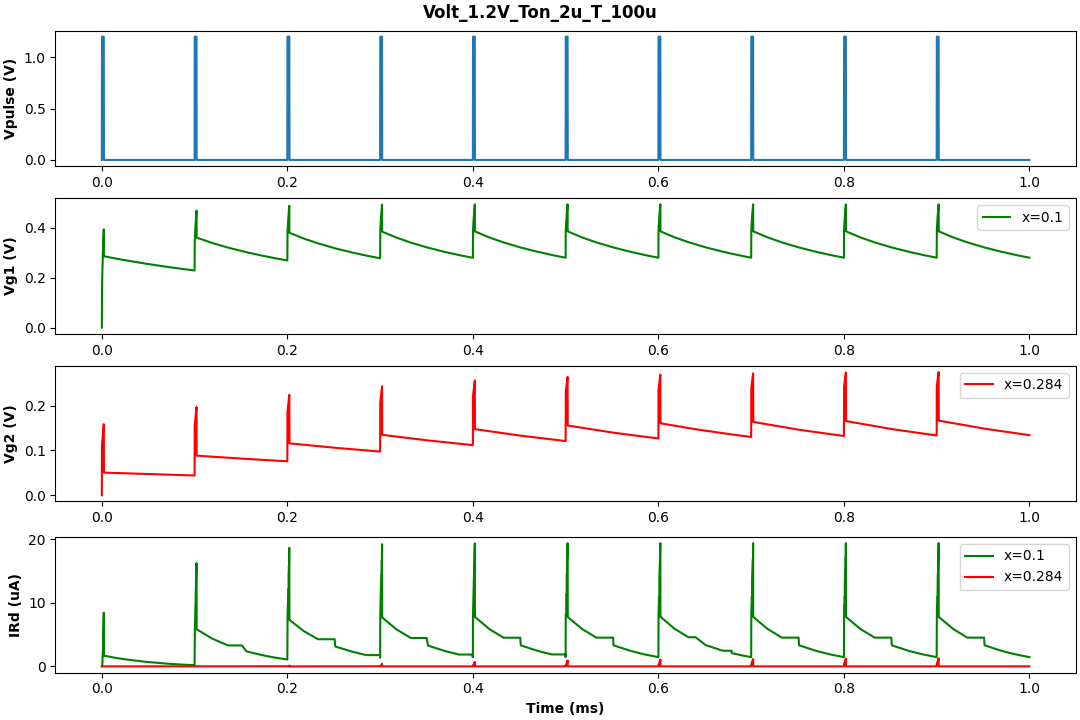 Volt_1.2V_Ton_2u_T_100u
Vpulse (V)
1.0
0.5
0.0
0.0 0.2 0.4 0.6 0.8 1.0
Vg1 (V)
0.4
0.2
0.0
x=0.1
0.0 0.2 0.4 0.6 0.8 1.0
Vg2 (V)
0.2
0.1
0.0
x=0.284
0.0 0.2 0.4 0.6 0.8 1.0
IRd (uA)
20
10
0
x=0.1
x=0.284
0.0 0.2 0.4 0.6 0.8 1.0
Time (ms)